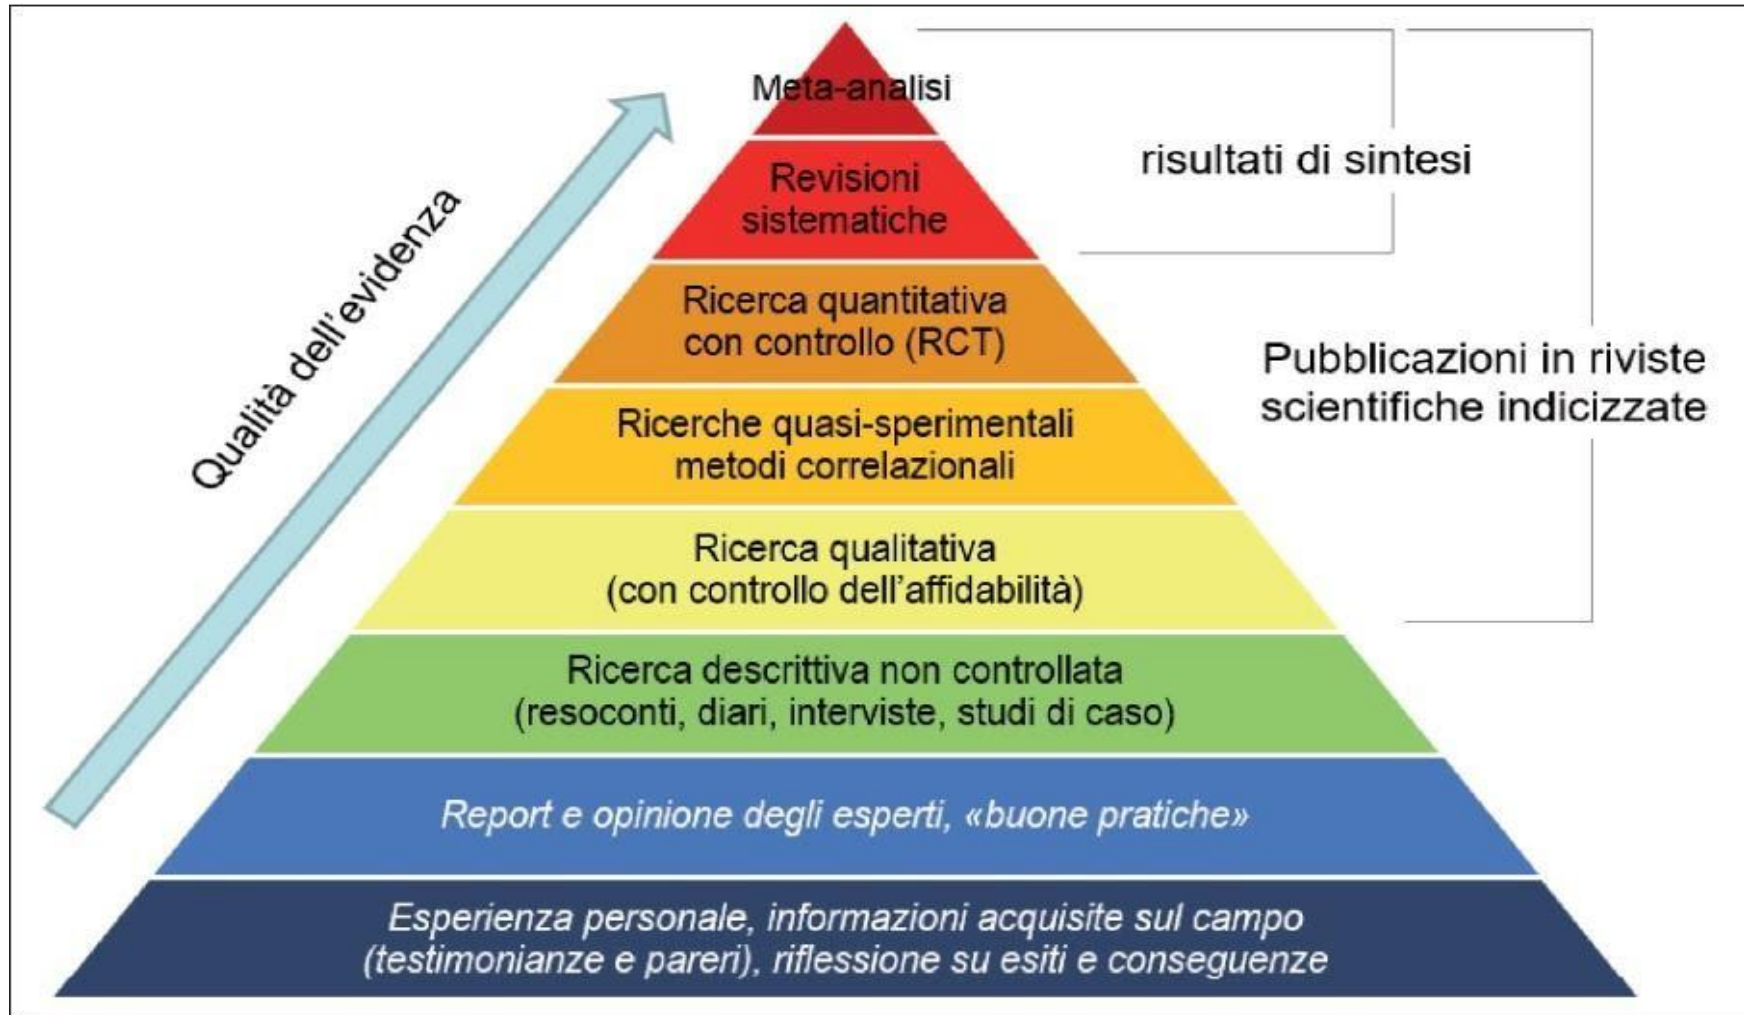 Meta-analisi
Revisioni
sistematiche
Ricerca quantitativa
con controllo (RCT)
Ricerche quasi-sperimentali
metodi correlazionali
Ricerca qualitativa
(con controllo dell'affidabilità)
Ricerca descrittiva non controllata
(resoconti, diari, interviste, studi di caso)
Report e opinione degli esperti, «buone pratiche»
Esperienza personale, informazioni acquisite sul campo
(testimonianze e pareri), riflessione su esiti e conseguenze
Qualità dell'evidenza
risultati di sintesi
Pubblicazioni in riviste
scientifiche indicizzate